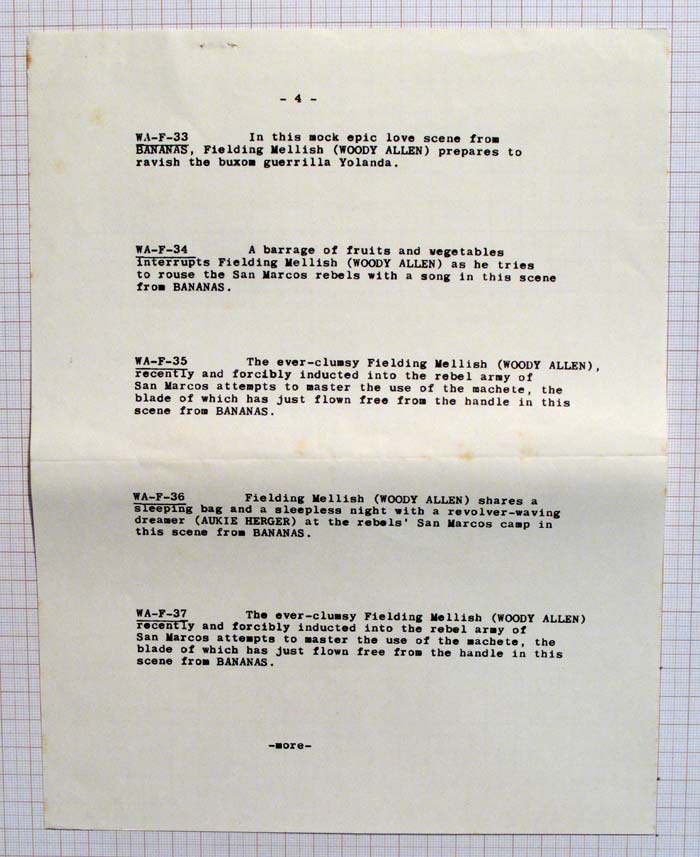 - 4 -
WA-F-33 In this mock epic love scene from
BANANAS, Fielding Mellish (WOODY ALLEN) prepares to
ravish the buxom guerrilla Yolanda.
WA-F-34 A barrage of fruits and vegetables
interrupts Fielding Mellish (WOODY ALLEN) as he tries
to rouse the San Marcos rebels with a song in this scene
from BANANAS.
WA-F-35 The ever-clumsy Fielding Mellish (WOODY ALLEN),
recently and forcibly inducted into the rebel army of
San Marcos attempts to master the use of the machete, the
blade of which has just flown free from the handle in this
scene from BANANAS.
WA-F-36 Fielding Mellish (WOODY ALLEN) shares a
sleeping bag and a sleepless night with a revolver-waving
dreamer (AUKIE HERGER) at the rebels' San Marcos camp in
this scene from BANANAS.
WA-F-37 The ever-clumsy Fielding Mellish (WOODY ALLEN)
recently and forcibly inducted into the rebel army of
San Marcos attempts to master the use of the machete, the
blade of which has just flown free from the handle in this
scene from BANANAS.
-more-